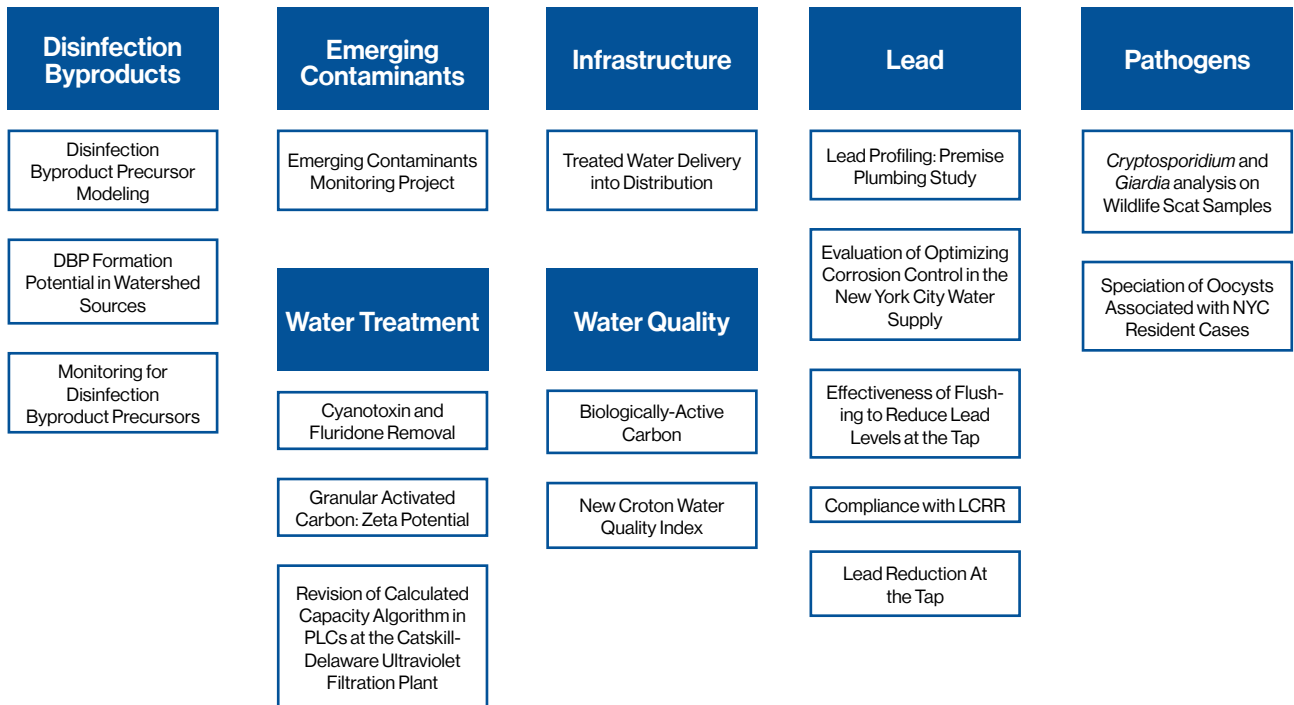 Disinfection
Byproducts
Disinfection
Byproduct Precursor
Modeling
DBP Formation
Potential in Watershed
Sources
Monitoring for
Disinfection
Byproduct Precursors
Emerging
Contaminants
Emerging Contaminants
Monitoring Project
Water Treatment
Cyanotoxin and
Fluridone Removal
Granular Activated
Carbon: Zeta Potential
Revision of Calculated
Capacity Algorithm in
PLCs at the Catskill-
Delaware Ultraviolet
Filtration Plant
Infrastructure
Treated Water Delivery
into Distribution
Water Quality
Biologically-Active
Carbon
New Croton Water
Quality Index
Lead
Lead Profiling: Premise
Plumbing Study
Evaluation of Optimizing
Corrosion Control in the
New York City Water
Supply
Effectiveness of Flush-
ing to Reduce Lead
Levels at the Tap
Compliance with LCRR
Lead Reduction At
the Tap
Pathogens
Cryptosporidium and
Giardia analysis on
Wildlife Scat Samples
Speciation of Oocysts
Associated with NYC
Resident Cases